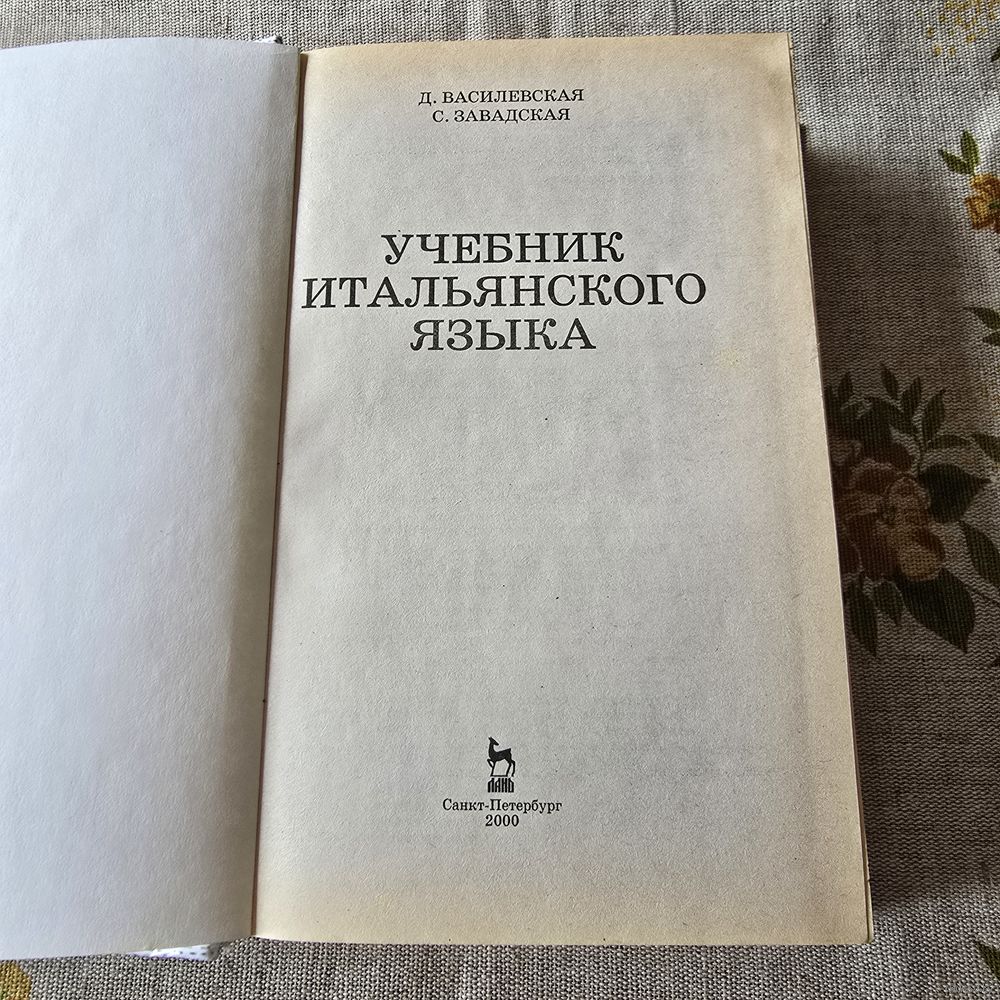 Д. ВАСИЛЕВСКАЯ
С. ЗАВАДСКАЯ
УЧЕБНИК
ИТАЛЬЯНСКОГО
ЯЗЫКА
ЛАНЬ
Санкт-Петербург
2000